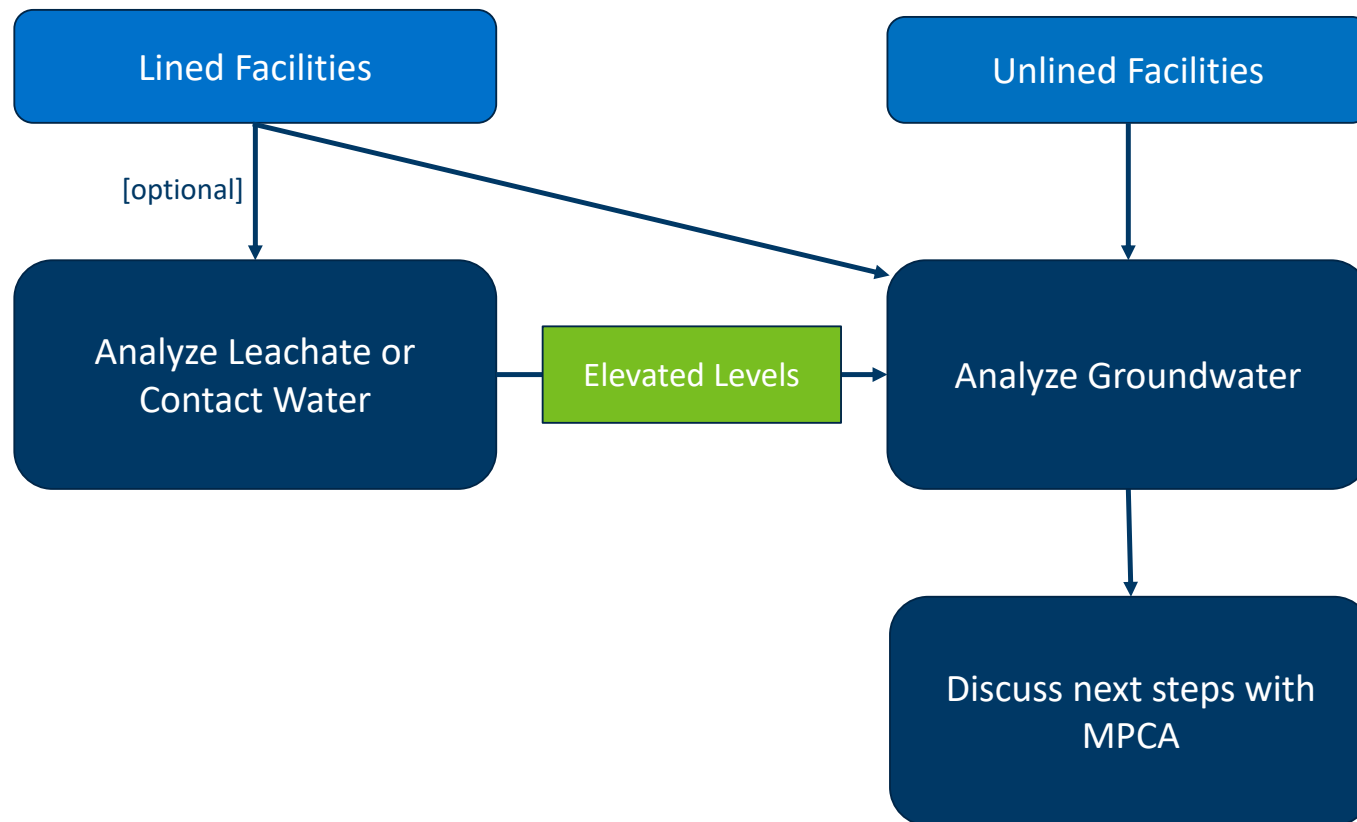 Lined Facilities
Unlined Facilities
[optional]
Analyze Leachate or
Contact Water
Elevated Levels
Analyze Groundwater
Discuss next steps with
MPCA